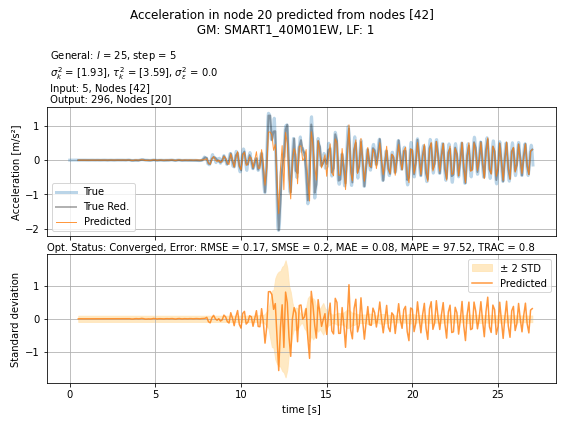 Acceleration in node 20 predicted from nodes [42]
GM: SMART1_40M01EW, LF: 1
General: l = 25, step = 5
σ²ₖ = [1.93], τ²ₖ = [3.59], σ²ε = 0.0
Input: 5, Nodes [42]
Output: 296, Nodes [20]
Acceleration [m/s²]
1
0
−1
−2
True
True Red.
Predicted
Opt. Status: Converged, Error: RMSE = 0.17, SMSE = 0.2, MAE = 0.08, MAPE = 97.52, TRAC = 0.8
Standard deviation
1
0
−1
± 2 STD
Predicted
0 5 10 15 20 25
time [s]